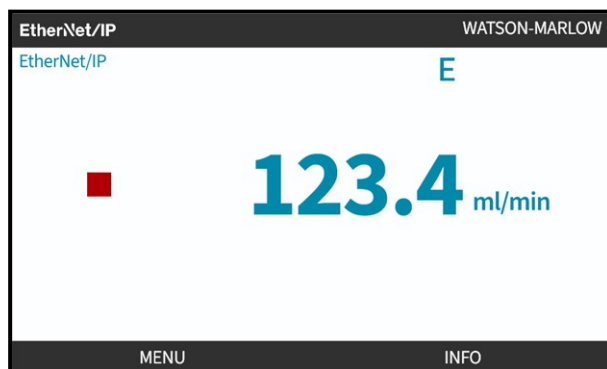 EtherNet/IP WATSON-MARLOW
EtherNet/IP
E
123.4 ml/min
MENU INFO